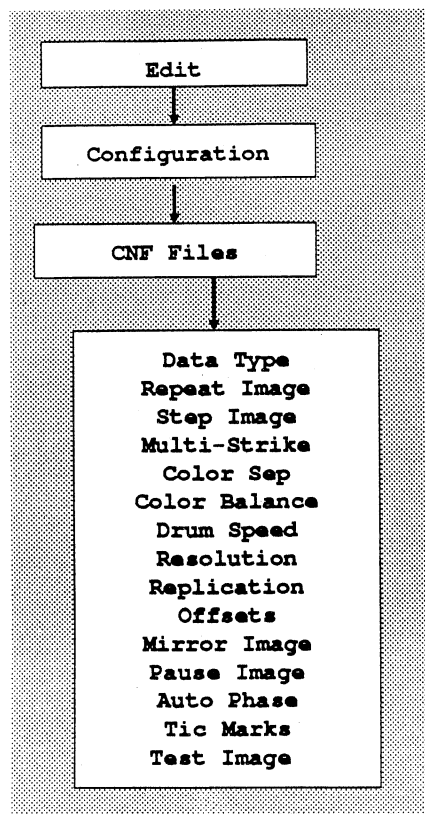 Edit
Configuration
CNF Files
Data Type
Repeat Image
Step Image
Multi-Strike
Color Sep
Color Balance
Drum Speed
Resolution
Replication
Offsets
Mirror Image
Pause Image
Auto Phase
Tic Marks
Test Image